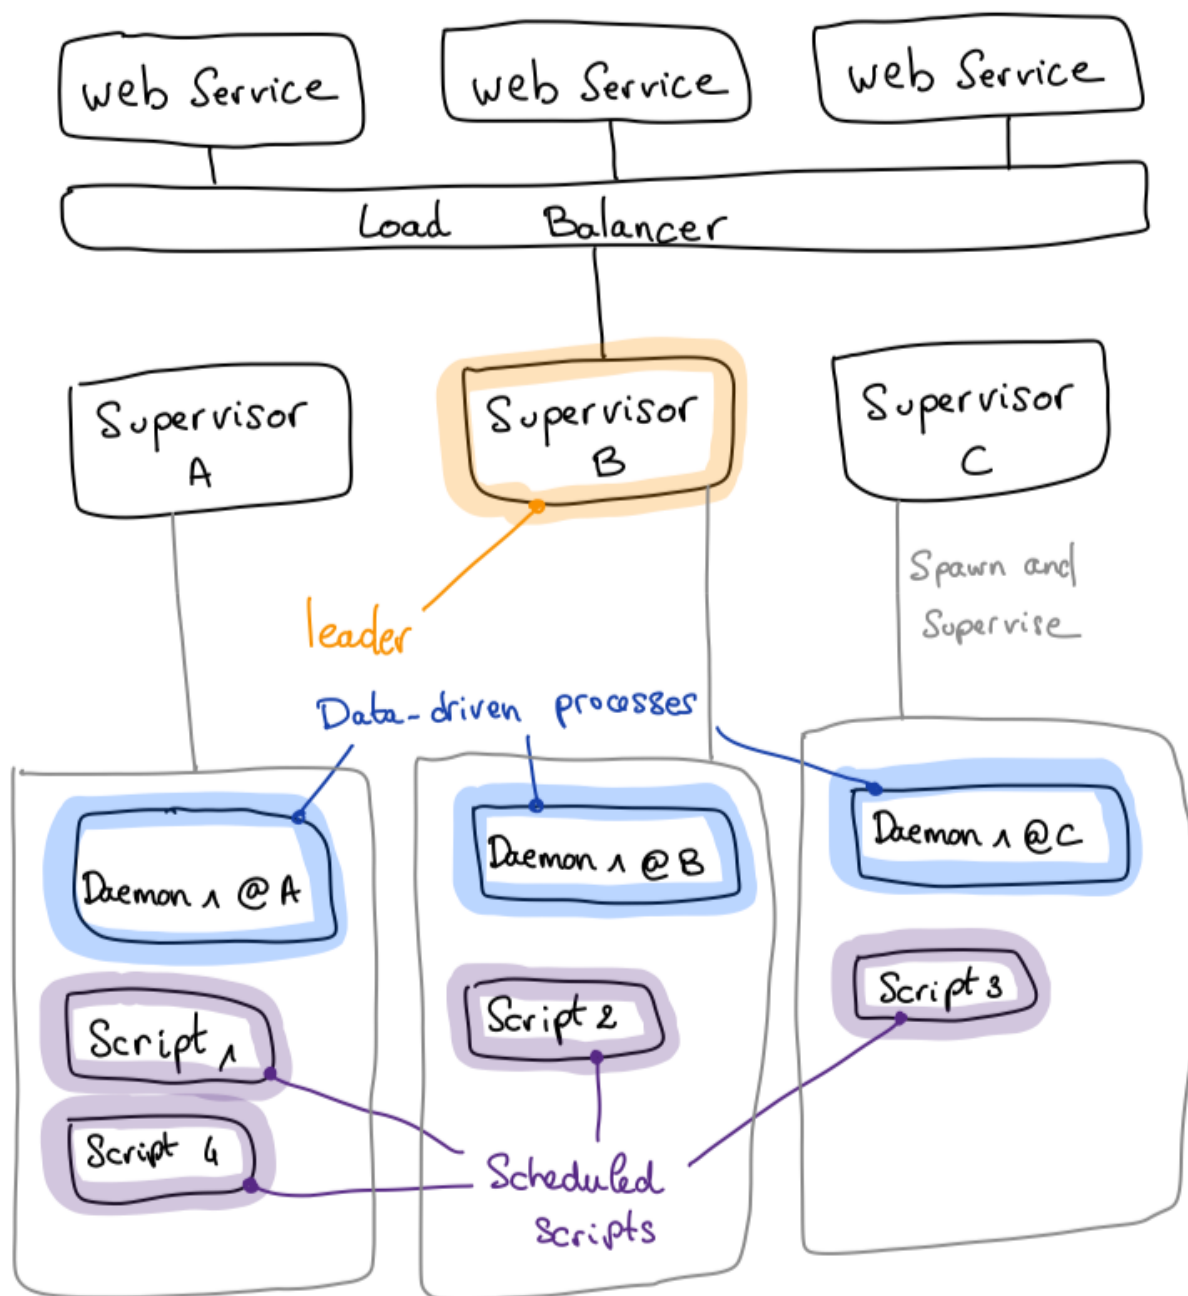 Web Service
Web Service
Web Service
Load Balancer
Supervisor
A
Supervisor
B
Supervisor
C
Spawn and
Supervise
leader
Data-driven processes
Daemon 1 @ A
Daemon 1 @ B
Daemon 1 @ C
Script 1
Script 2
Script 3
Script 4
Scheduled
Scripts